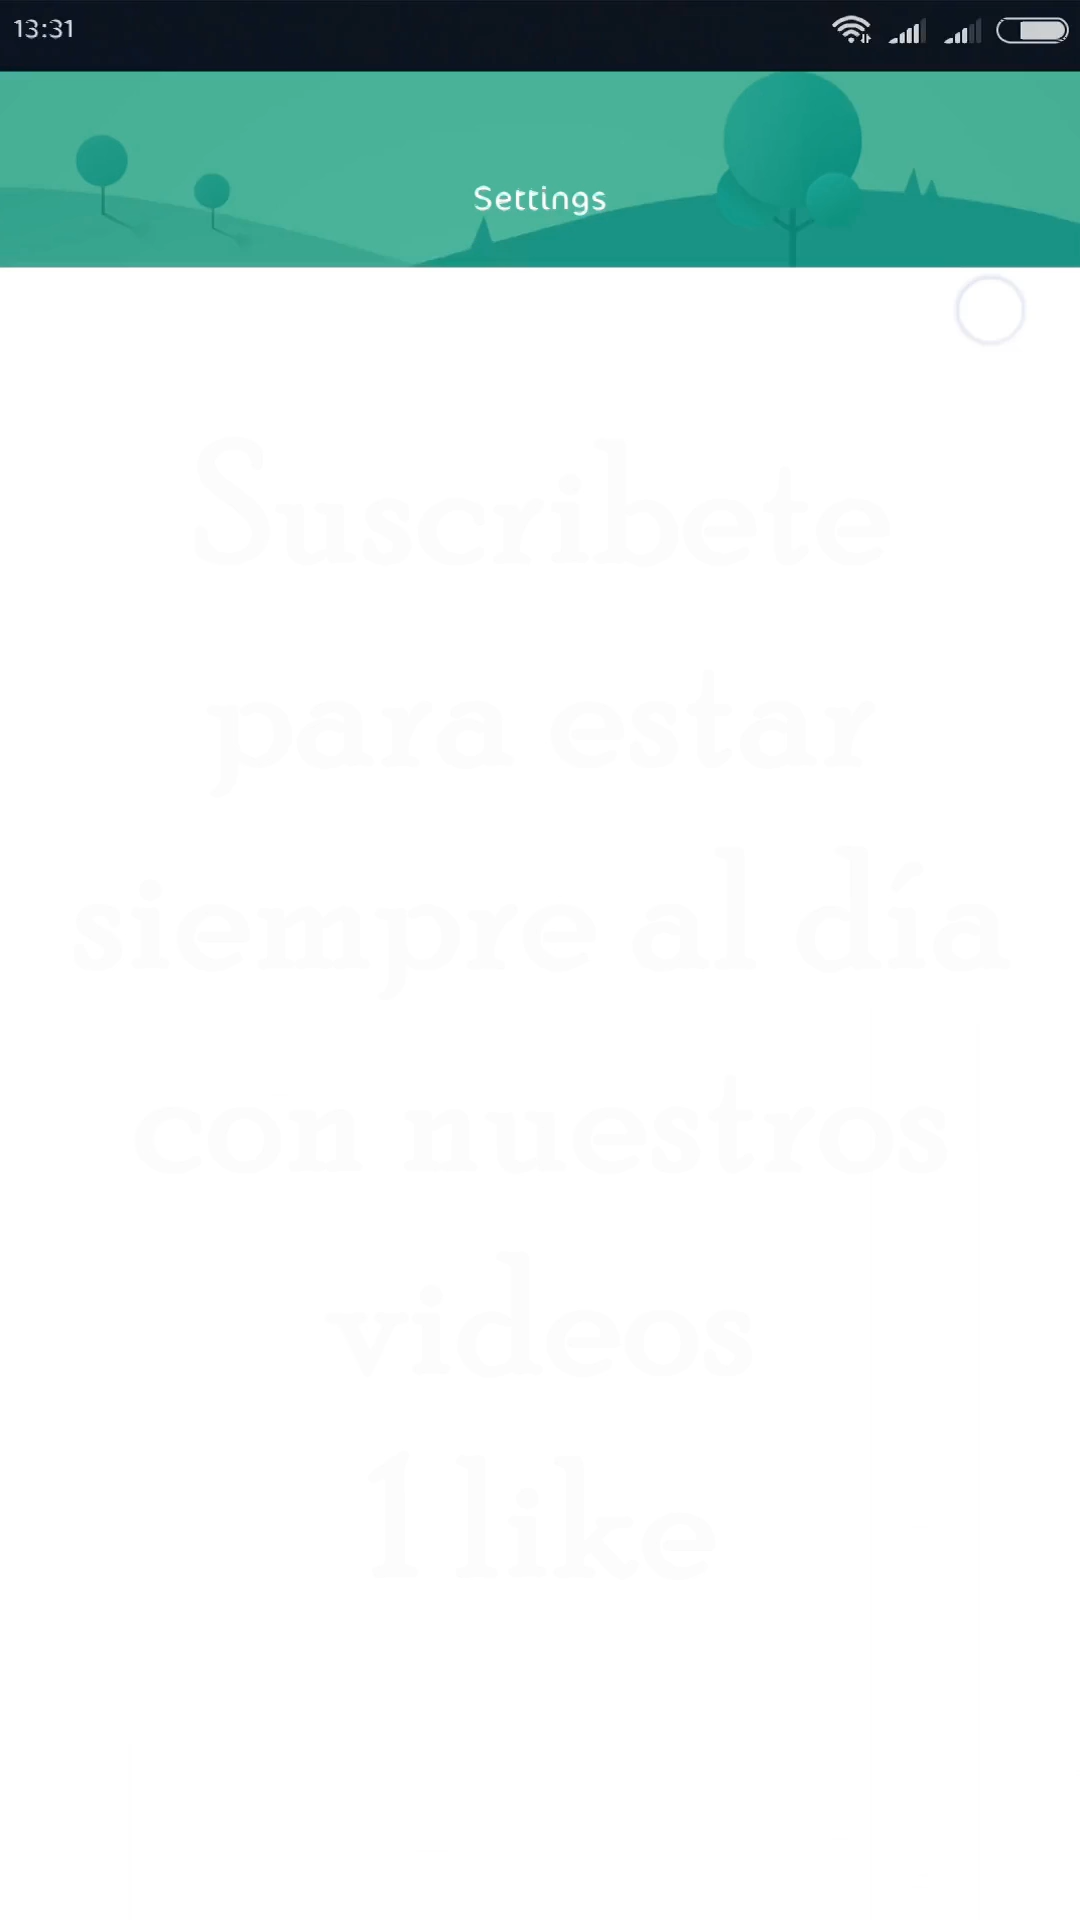 13:31
Settings
Suscribete
para estar
siempre al día
con nuestros
videos
1 like